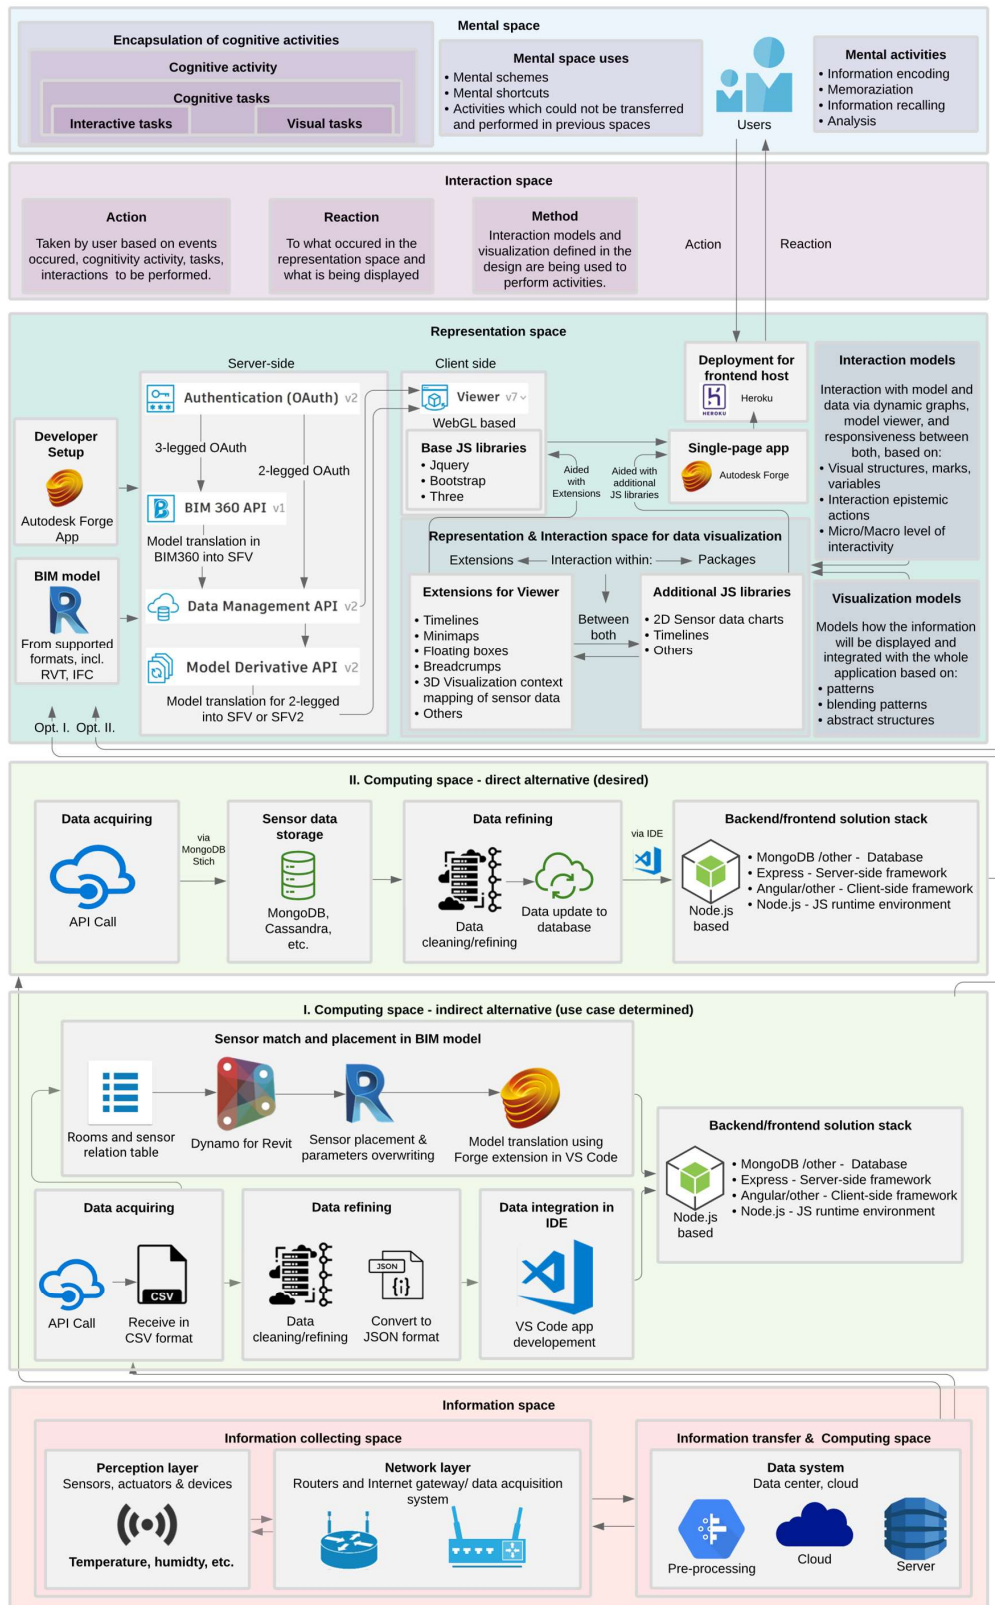 Mental space
Encapsulation of cognitive activities
Cognitive activity
Cognitive tasks
Interactive tasks
Visual tasks
Mental space uses
• Mental schemes
• Mental shortcuts
• Activities which could not be transferred
and performed in previous spaces
Users
Mental activities
• Information encoding
• Memoraziation
• Information recalling
• Analysis
Interaction space
Action
Taken by user based on events
occured, cognitivity activity, tasks,
interactions to be performed.
Reaction
To what occured in the
representation space and
what is being displayed
Method
Interaction models and
visualization defined in the
design are being used to
perform activities.
Action
Reaction
Representation space
Server-side
Client side
Developer
Setup
Autodesk Forge
App
BIM model
From supported
formats, incl.
RVT, IFC
Opt. I.
Opt. II.
Authentication (OAuth) v2
3-legged OAuth
2-legged OAuth
BIM 360 API v1
Model translation in
BIM360 into SFV
Data Management API v2
Model Derivative API v2
Model translation for 2-legged
into SFV or SFV2
Viewer v7
WebGL based
Base JS libraries
• Jquery
• Bootstrap
• Three
Aided
with
Extensions
Aided with
additional
JS libraries
Deployment for
frontend host
HEROKU
Heroku
Single-page app
Autodesk Forge
Representation & Interaction space for data visualization
Extensions
Interaction within:
Packages
Extensions for Viewer
• Timelines
• Minimaps
• Floating boxes
• Breadcrumps
• 3D Visualization context
mapping of sensor data
• Others
Between
both
Additional JS libraries
• 2D Sensor data charts
• Timelines
• Others
Interaction models
Interaction with model and
data via dynamic graphs,
model viewer, and
responsiveness between
both, based on:
• Visual structures, marks,
variables
• Interaction epistemic
actions
• Micro/Macro level of
interactivity
Visualization models
Models how the information
will be displayed and
integrated with the whole
application based on:
• patterns
• blending patterns
• abstract structures
II. Computing space - direct alternative (desired)
Data acquiring
API Call
via
MongoDB
Stich
Sensor data
storage
MongoDB,
Cassandra,
etc.
Data refining
Data
cleaning/refining
Data update to
database
via IDE
Backend/frontend solution stack
Node.js
based
• MongoDB /other - Database
• Express - Server-side framework
• Angular/other - Client-side framework
• Node.js - JS runtime environment
I. Computing space - indirect alternative (use case determined)
Sensor match and placement in BIM model
Rooms and sensor
relation table
Dynamo for Revit
Sensor placement &
parameters overwriting
Model translation using
Forge extension in VS Code
Backend/frontend solution stack
Node.js
based
• MongoDB /other - Database
• Express - Server-side framework
• Angular/other - Client-side framework
• Node.js - JS runtime environment
Data acquiring
API Call
CSV
Receive in
CSV format
Data refining
Data
cleaning/refining
JSON
{i}
Convert to
JSON format
Data integration in
IDE
VS Code app
developement
Information space
Information collecting space
Perception layer
Sensors, actuators & devices
Temperature, humidity, etc.
Network layer
Routers and Internet gateway/ data acquisition
system
Information transfer & Computing space
Data system
Data center, cloud
Pre-processing
Cloud
Server